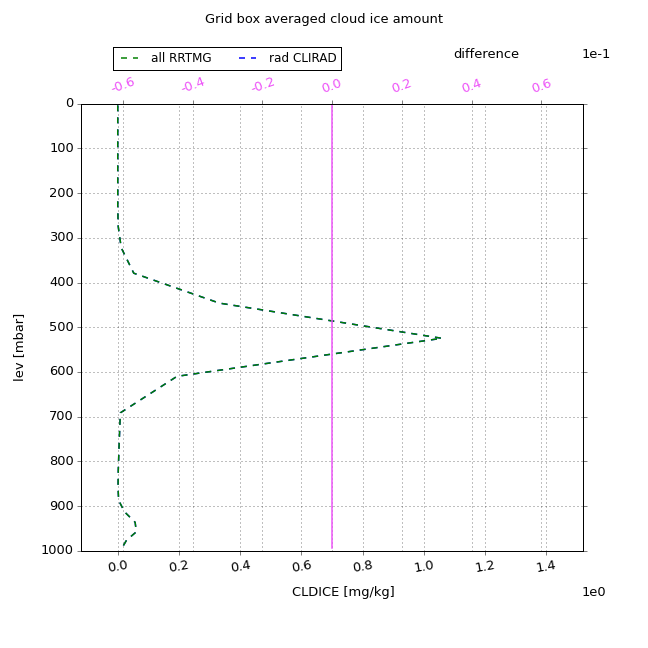 Grid box averaged cloud ice amount
all RRTMG rad CLIRAD difference 1e-1
-0.6 -0.4 -0.2 0.0 0.2 0.4 0.6
0
100
200
300
400
500
600
700
800
900
1000
lev [mbar]
0.0 0.2 0.4 0.6 0.8 1.0 1.2 1.4
CLDICE [mg/kg] 1e0